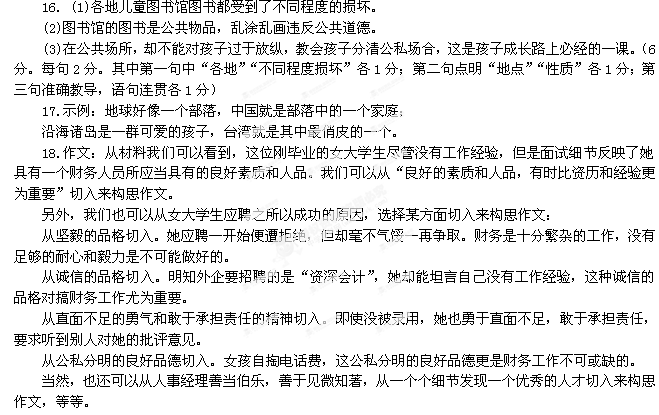 16. (1)各地儿童图书馆图书都受到了不同程度的损坏。
(2)图书馆的图书是公共物品，乱涂乱画违反公共道德。
(3)在公共场所，却不能对孩子过于放纵，教会孩子分清公私场合，这是孩子成长路上必经的一课。(6
分。每句2分。其中第一句中“各地”“不同程度损坏”各1分；第二句点明“地点”“性质”各1分；第
三句准确教导，语句连贯各1分)
17.示例：地球好像一个部落，中国就是部落中的一个家庭；
沿海诸岛是一群可爱的孩子，台湾就是其中最俏皮的一个。
18.作文：从材料我们可以看到，这位刚毕业的女大学生尽管没有工作经验，但是面试细节反映了她
具有一个财务人员所应当具有的良好素质和人品。我们可以从“良好的素质和人品，有时比资历和经验更
为重要”切入来构思作文。
另外，我们也可以从女大学生应聘之所以成功的原因，选择某方面切入来构思作文：
从坚毅的品格切入。她应聘一开始便遭拒绝，但却毫不气馁一再争取。财务是十分繁杂的工作，没有
足够的耐心和毅力是不可能做好的。
从诚信的品格切入。明知外企要招聘的是“资深会计”，她却能坦言自己没有工作经验，这种诚信的
品格对搞财务工作尤为重要。
从直面不足的勇气和敢于承担责任的精神切入。即使没被录用，她也勇于直面不足，敢于承担责任，
要求听到别人对她的批评意见。
从公私分明的良好品德切入。女孩自掏电话费，这公私分明的良好品德更是财务工作不可或缺的。
当然，也还可以从人事经理善当伯乐，善于见微知著，从一个个细节发现一个优秀的人才切入来构思
作文，等等。